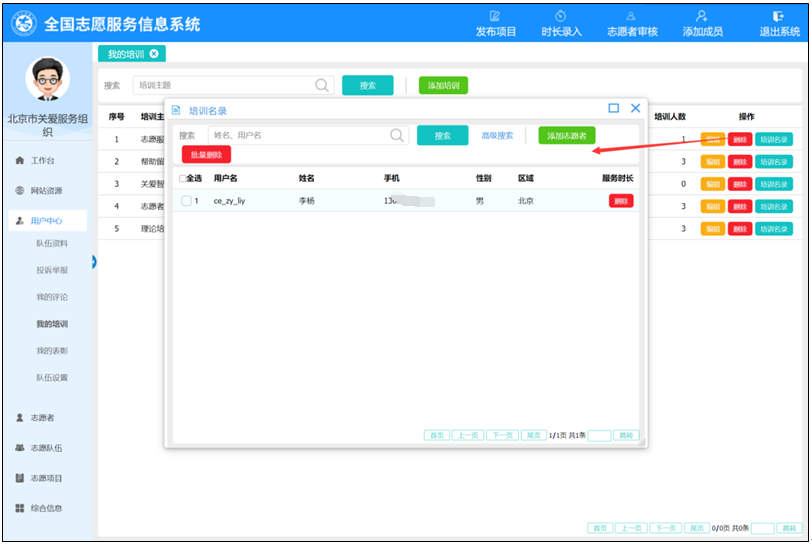 全国志愿服务信息系统
发布项目 时长录入 志愿者审核 添加成员 退出系统
我的培训
北京市关爱服务组织
搜索 培训主题 搜索 添加培训
序号 培训主 培训人数 操作
1 志愿服 1 编辑 删除 培训名录
2 帮助留 3 编辑 删除 培训名录
3 关爱智 0 编辑 删除 培训名录
4 志愿者 3 编辑 删除 培训名录
5 理论培 3 编辑 删除 培训名录
工作台
网站资源
用户中心
队伍资料
投诉举报
我的评论
我的培训
我的表彰
队伍设置
志愿者
志愿队伍
志愿项目
综合信息
培训名录
搜索 姓名、用户名 搜索 高级搜索 添加志愿者
批量删除
全选 用户名 姓名 手机 性别 区域 服务时长
1 ce_zy_liy 李杨 男 北京 删除
首页 上一页 下一页 尾页 1/1页 共1条 跳转
首页 上一页 下一页 尾页 0/0页 共0条 跳转